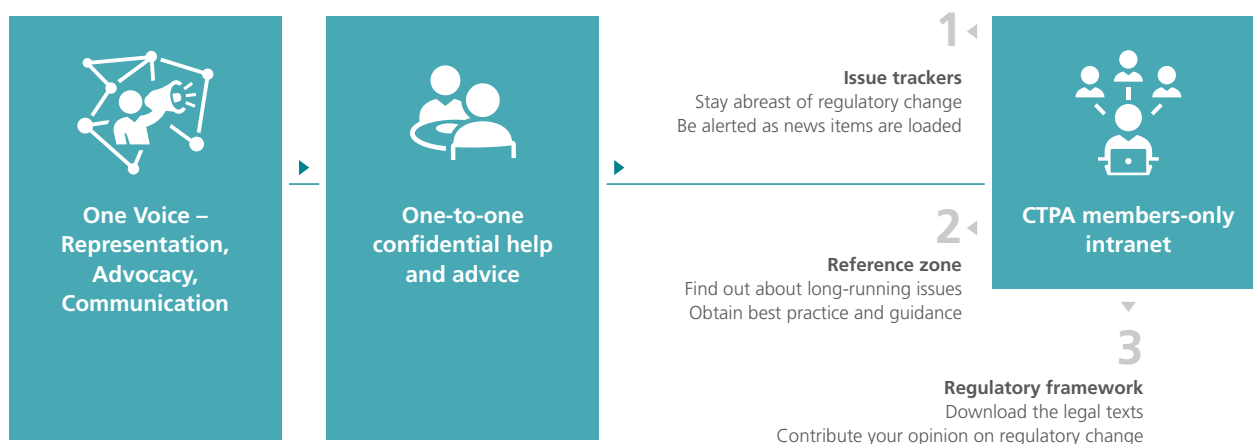 One Voice –
Representation,
Advocacy,
Communication
One-to-one
confidential help
and advice
1
Issue trackers
Stay abreast of regulatory change
Be alerted as news items are loaded
2
Reference zone
Find out about long-running issues
Obtain best practice and guidance
CTPA members-only
intranet
3
Regulatory framework
Download the legal texts
Contribute your opinion on regulatory change